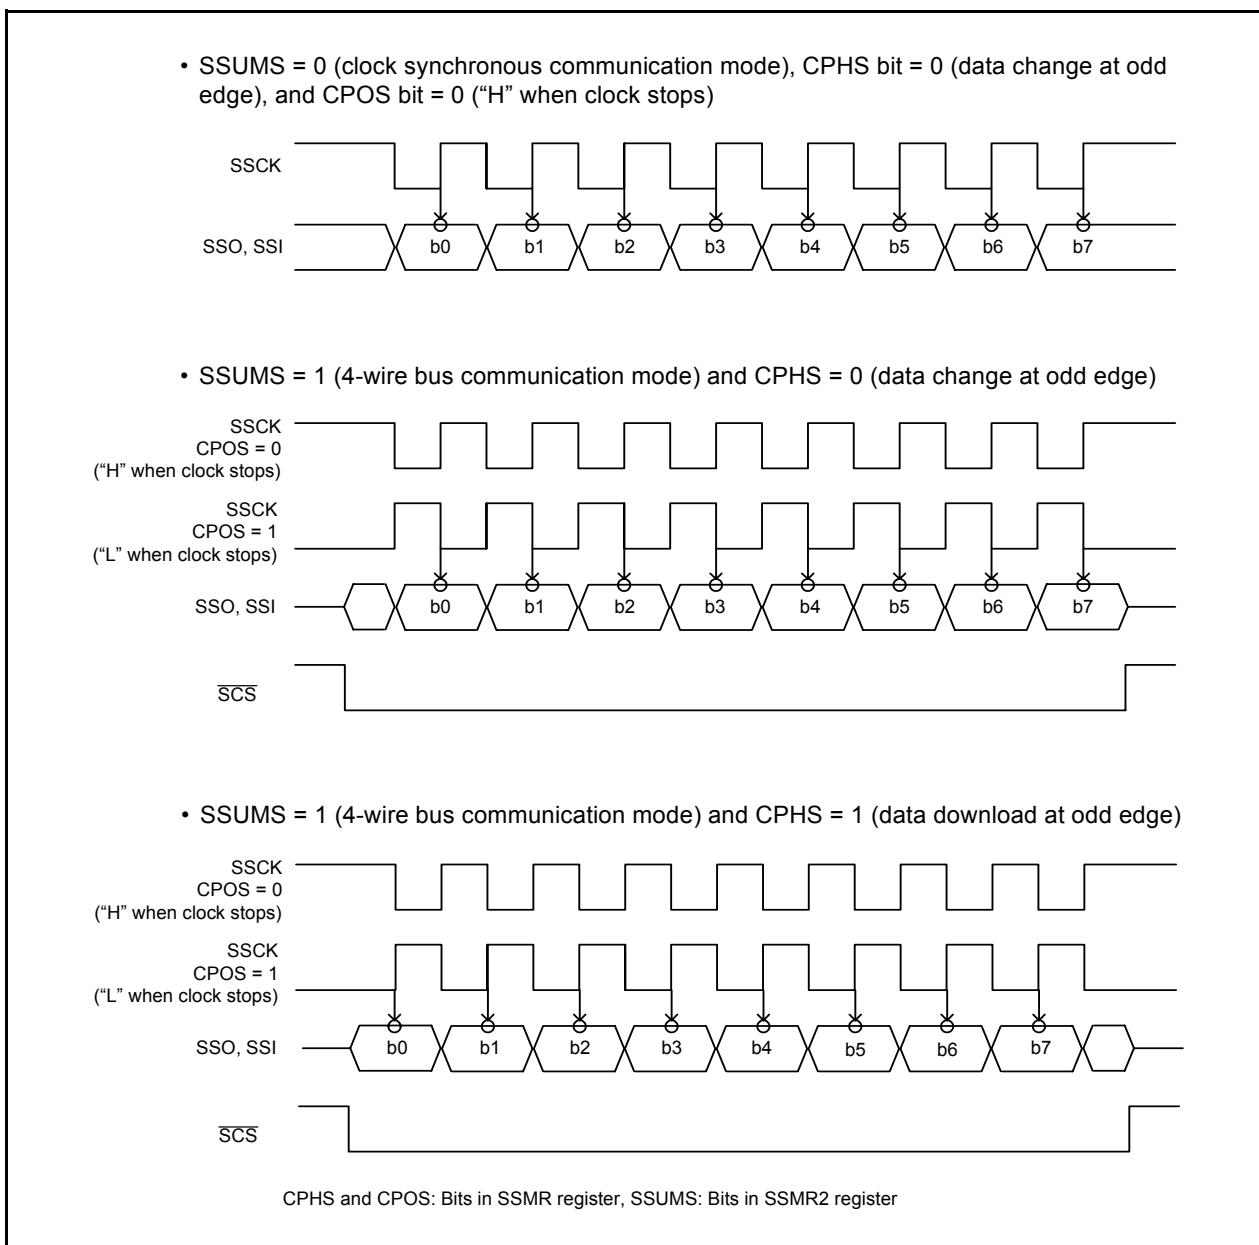 • SSUMS = 0 (clock synchronous communication mode), CPHS bit = 0 (data change at odd
edge), and CPOS bit = 0 (“H” when clock stops)
SSCK
SSO, SSI
b0 b1 b2 b3 b4 b5 b6 b7
• SSUMS = 1 (4-wire bus communication mode) and CPHS = 0 (data change at odd edge)
SSCK
CPOS = 0
(“H” when clock stops)
SSCK
CPOS = 1
(“L” when clock stops)
SSO, SSI
b0 b1 b2 b3 b4 b5 b6 b7
SCS
• SSUMS = 1 (4-wire bus communication mode) and CPHS = 1 (data download at odd edge)
SSCK
CPOS = 0
(“H” when clock stops)
SSCK
CPOS = 1
(“L” when clock stops)
SSO, SSI
b0 b1 b2 b3 b4 b5 b6 b7
SCS
CPHS and CPOS: Bits in SSMR register, SSUMS: Bits in SSMR2 register